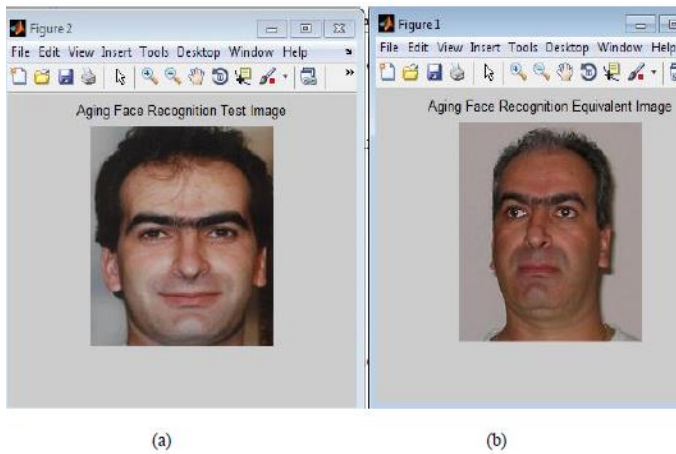 Figure 2
File Edit View Insert Tools Desktop Window Help
Aging Face Recognition Test Image
(a)
Figure 1
File Edit View Insert Tools Desktop Window Help
Aging Face Recognition Equivalent Image
(b)